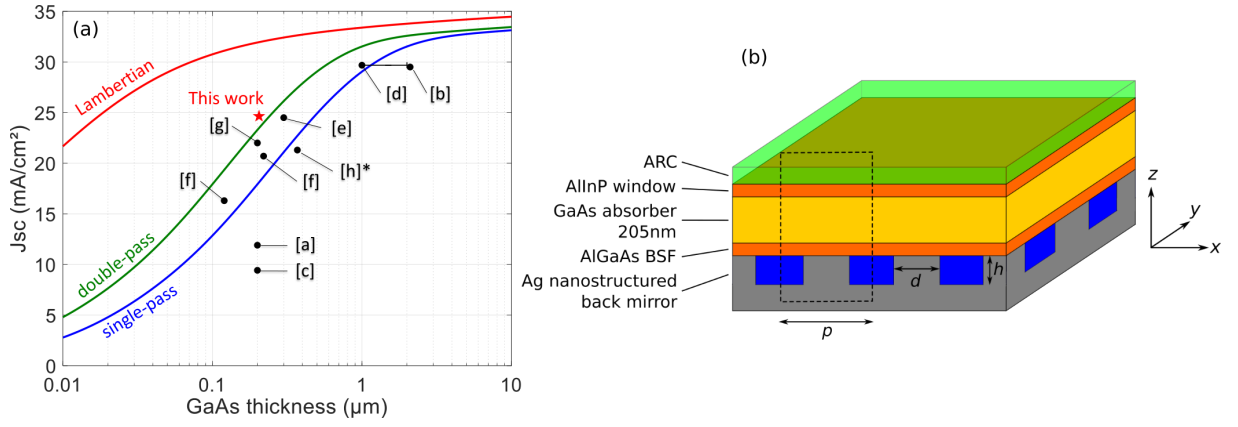 (a)
35
30
25
20
15
10
5
0
Jsc (mA/cm²)
0.01
0.1
1
10
GaAs thickness (μm)
Lambertian
double-pass
single-pass
This work
[g]
[f]
[f]
[e]
[h]*
[d]
[b]
[a]
[c]
(b)
ARC
AlInP window
GaAs absorber
205nm
AlGaAs BSF
Ag nanostructured
back mirror
d
h
p
z
y
x